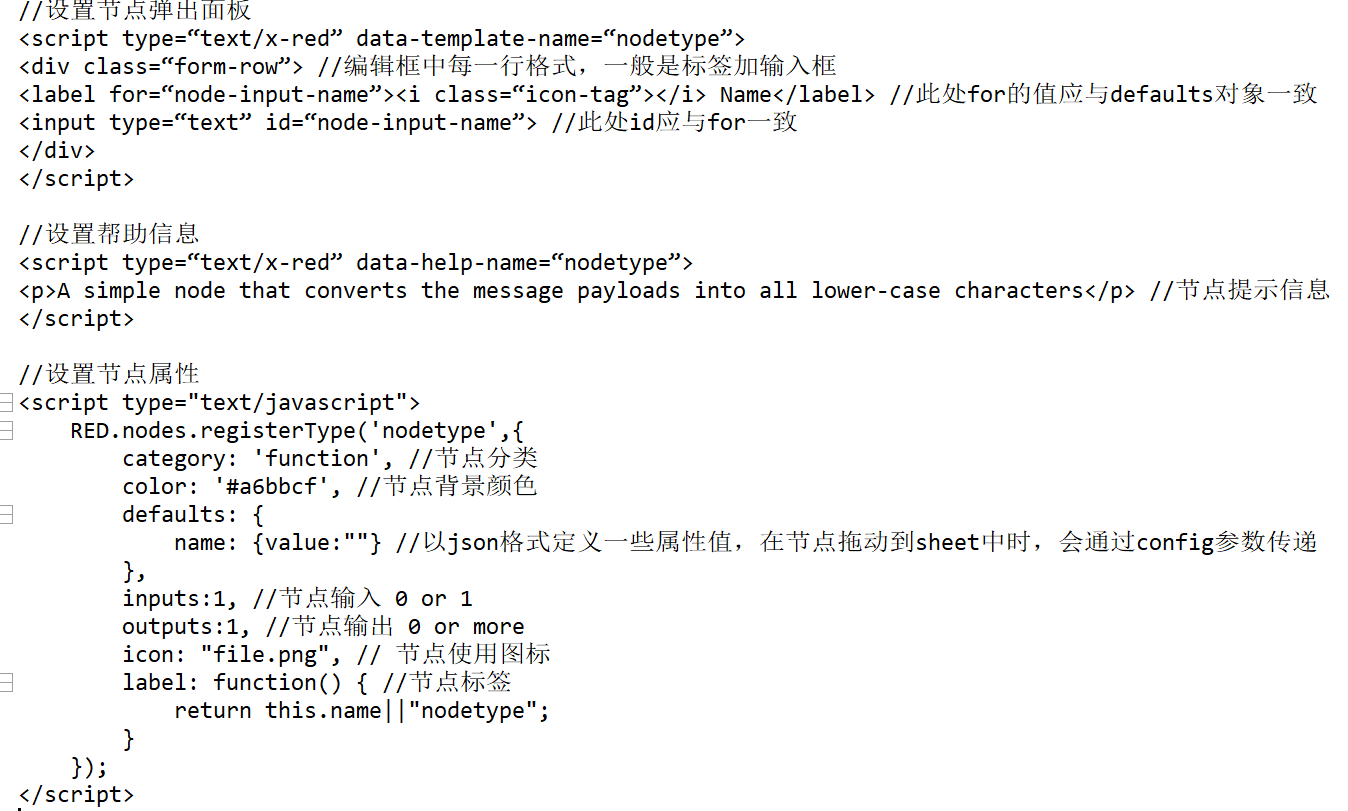 //设置节点弹出面板
<script type=“text/x-red” data-template-name=“nodetype”>
<div class=“form-row”> //编辑框中每一行格式，一般是标签加输入框
<label for=“node-input-name”><i class=“icon-tag”></i> Name</label> //此处for的值应与defaults对象一致
<input type=“text” id=“node-input-name”> //此处id应与for一致
</div>
</script>

//设置帮助信息
<script type=“text/x-red” data-help-name=“nodetype”>
<p>A simple node that converts the message payloads into all lower-case characters</p> //节点提示信息
</script>

//设置节点属性
<script type="text/javascript">
    RED.nodes.registerType('nodetype',{
        category: 'function', //节点分类
        color: '#a6bbcf', //节点背景颜色
        defaults: {
            name: {value:""} //以json格式定义一些属性值，在节点拖动到sheet中时，会通过config参数传递
        },
        inputs:1, //节点输入 0 or 1
        outputs:1, //节点输出 0 or more
        icon: "file.png", // 节点使用图标
        label: function() { //节点标签
            return this.name||"nodetype";
        }
    });
</script>